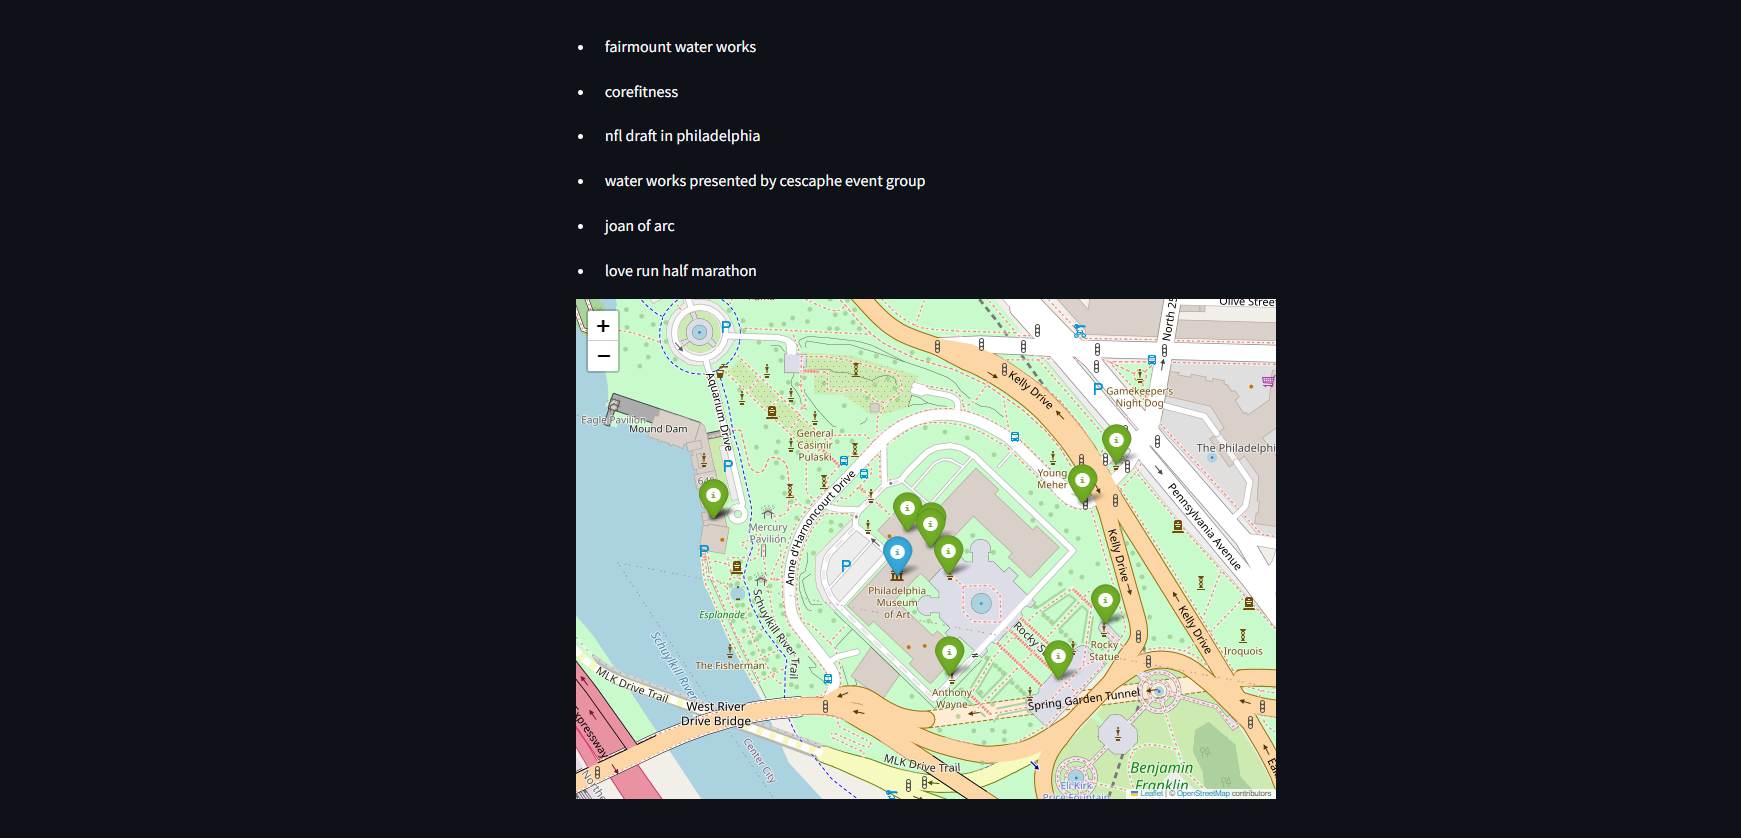 fairmount water works
corefitness
nfl draft in philadelphia
water works presented by cescaphe event group
joan of arc
love run half marathon
+
−
Olive Street
North 25
P
Kelly Drive
P
Gamekeeper's
Night Dog
Aquarium Drive
Eagle Pavilion
Mound Dam
General
Casimir
Pulaski
The Philadelphi
P
Young
Meher
Pennsylvania Avenue
640
Anne d'Harnoncourt Drive
Mercury
Pavilion
P
P
Kelly Drive
Philadelphia
Museum
of Art
Esplanade
Schuylkill River Trail
Kelly Drive
Schuylkill River
Rocky S
Rocky
Statue
Iroquois
The Fisherman
MLK Drive Trail
Anthony
Wayne
Spring Garden Tunnel
West River
Drive Bridge
xpressway
Center City
MLK Drive Trail
Benjamin
Franklin
Eli Kirk
Price Fountain
Northe
Ea
Leaflet | © OpenStreetMap contributors